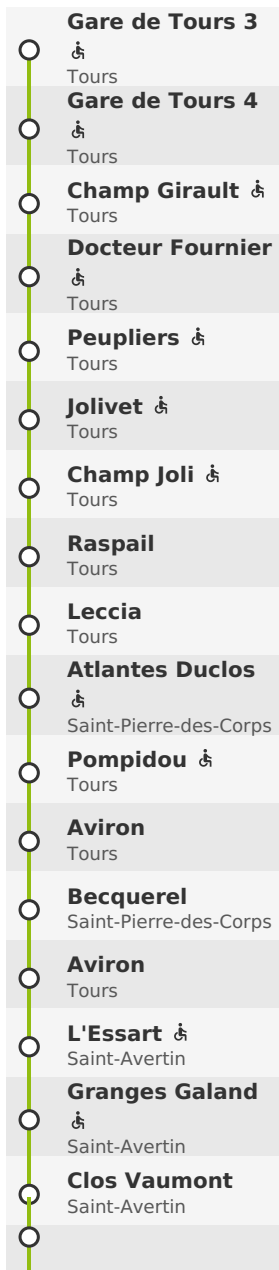 Gare de Tours 3
Tours
Gare de Tours 4
Tours
Champ Girault
Tours
Docteur Fournier
Tours
Peupliers
Tours
Jolivet
Tours
Champ Joli
Tours
Raspail
Tours
Leccia
Tours
Atlantes Duclos
Saint-Pierre-des-Corps
Pompidou
Tours
Aviron
Tours
Becquerel
Saint-Pierre-des-Corps
Aviron
Tours
L'Essart
Saint-Avertin
Granges Galand
Saint-Avertin
Clos Vaumont
Saint-Avertin